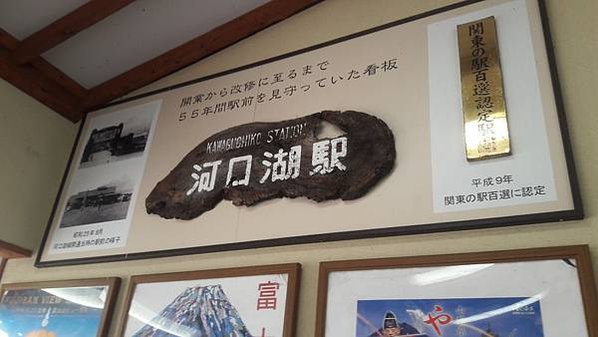 開業から改修に至るまで
55年間駅前を見守っていた看板
KAWAGUCHIKO STATION
河口湖駅
関東の駅百選認定駅
平成9年
関東の駅百選に認定
昭和25年8月
富
や